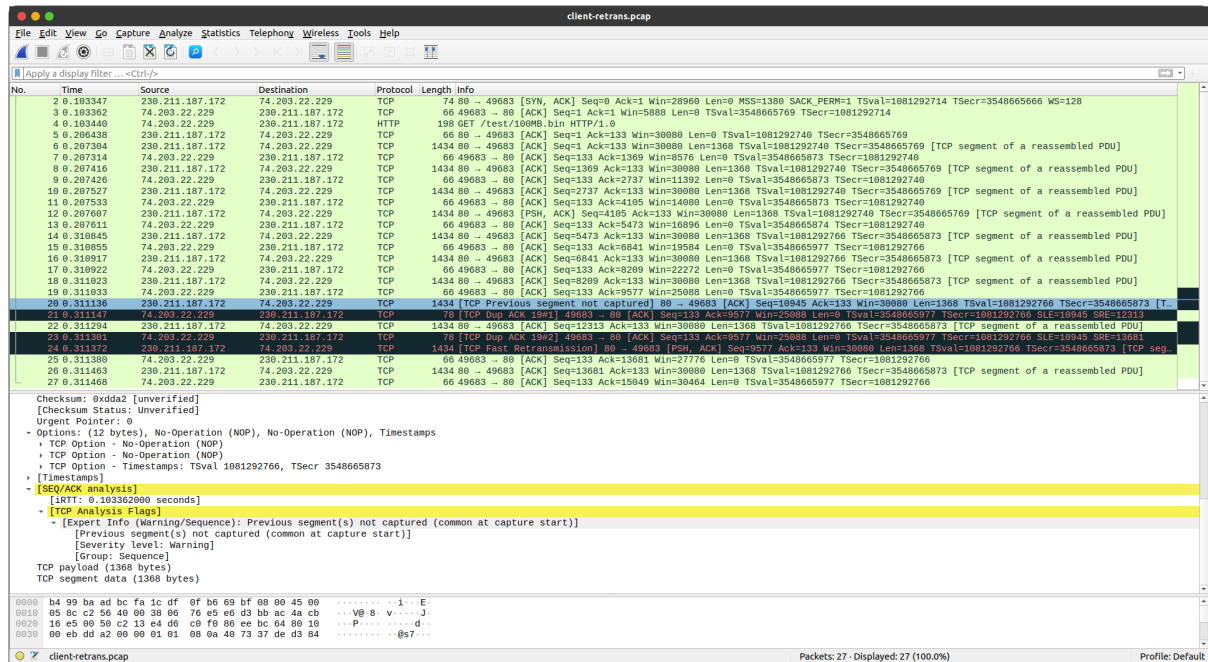 client-retrans.pcap
File Edit View Go Capture Analyze Statistics Telephony Wireless Tools Help
Apply a display filter ... <Ctrl-/>
No. Time Source Destination Protocol Length Info
2 0.103347 230.211.187.172 74.203.22.229 TCP 74 80 → 49683 [SYN, ACK] Seq=0 Ack=1 Win=28960 Len=0 MSS=1380 SACK_PERM=1 TSval=1081292714 TSecr=3548665666 WS=128
3 0.103362 74.203.22.229 230.211.187.172 TCP 66 49683 → 80 [ACK] Seq=1 Ack=1 Win=5888 Len=0 TSval=3548665769 TSecr=1081292714
4 0.103440 74.203.22.229 230.211.187.172 HTTP 198 GET /test/100MB.bin HTTP/1.0
5 0.206438 230.211.187.172 74.203.22.229 TCP 66 80 → 49683 [ACK] Seq=1 Ack=133 Win=30080 Len=0 TSval=1081292740 TSecr=3548665769
6 0.207304 230.211.187.172 74.203.22.229 TCP 1434 80 → 49683 [ACK] Seq=1 Ack=133 Win=30080 Len=1368 TSval=1081292740 TSecr=3548665769 [TCP segment of a reassembled PDU]
7 0.207314 74.203.22.229 230.211.187.172 TCP 66 49683 → 80 [ACK] Seq=133 Ack=1369 Win=8576 Len=0 TSval=3548665873 TSecr=1081292740
8 0.207416 230.211.187.172 74.203.22.229 TCP 1434 80 → 49683 [ACK] Seq=1369 Ack=133 Win=30080 Len=1368 TSval=1081292740 TSecr=3548665769 [TCP segment of a reassembled PDU]
9 0.207426 74.203.22.229 230.211.187.172 TCP 66 49683 → 80 [ACK] Seq=133 Ack=2737 Win=11392 Len=0 TSval=3548665873 TSecr=1081292740
10 0.207527 230.211.187.172 74.203.22.229 TCP 1434 80 → 49683 [ACK] Seq=2737 Ack=133 Win=30080 Len=1368 TSval=1081292740 TSecr=3548665769 [TCP segment of a reassembled PDU]
11 0.207533 74.203.22.229 230.211.187.172 TCP 66 49683 → 80 [ACK] Seq=133 Ack=4105 Win=14080 Len=0 TSval=3548665873 TSecr=1081292740
12 0.207607 230.211.187.172 74.203.22.229 TCP 1434 80 → 49683 [PSH, ACK] Seq=4105 Ack=133 Win=30080 Len=1368 TSval=1081292740 TSecr=3548665769 [TCP segment of a reassembled PDU]
13 0.207611 74.203.22.229 230.211.187.172 TCP 66 49683 → 80 [ACK] Seq=133 Ack=5473 Win=16896 Len=0 TSval=3548665874 TSecr=1081292740
14 0.310845 230.211.187.172 74.203.22.229 TCP 1434 80 → 49683 [ACK] Seq=5473 Ack=133 Win=30080 Len=1368 TSval=1081292766 TSecr=3548665873 [TCP segment of a reassembled PDU]
15 0.310855 74.203.22.229 230.211.187.172 TCP 66 49683 → 80 [ACK] Seq=133 Ack=6841 Win=19584 Len=0 TSval=3548665977 TSecr=1081292766
16 0.310917 230.211.187.172 74.203.22.229 TCP 1434 80 → 49683 [ACK] Seq=6841 Ack=133 Win=30080 Len=1368 TSval=1081292766 TSecr=3548665873 [TCP segment of a reassembled PDU]
17 0.310922 74.203.22.229 230.211.187.172 TCP 66 49683 → 80 [ACK] Seq=133 Ack=8209 Win=22272 Len=0 TSval=3548665977 TSecr=1081292766
18 0.311023 230.211.187.172 74.203.22.229 TCP 1434 80 → 49683 [ACK] Seq=8209 Ack=133 Win=30080 Len=1368 TSval=1081292766 TSecr=3548665873 [TCP segment of a reassembled PDU]
19 0.311033 74.203.22.229 230.211.187.172 TCP 66 49683 → 80 [ACK] Seq=133 Ack=9577 Win=25088 Len=0 TSval=3548665977 TSecr=1081292766
20 0.311136 230.211.187.172 74.203.22.229 TCP 1434 [TCP Previous segment not captured] 80 → 49683 [ACK] Seq=10945 Ack=133 Win=30080 Len=1368 TSval=1081292766 TSecr=3548665873 [T…
21 0.311147 74.203.22.229 230.211.187.172 TCP 78 [TCP Dup ACK 19#1] 49683 → 80 [ACK] Seq=133 Ack=9577 Win=25088 Len=0 TSval=3548665977 TSecr=1081292766 SLE=10945 SRE=12313
22 0.311294 230.211.187.172 74.203.22.229 TCP 1434 80 → 49683 [ACK] Seq=12313 Ack=133 Win=30080 Len=1368 TSval=1081292766 TSecr=3548665873 [TCP segment of a reassembled PDU]
23 0.311301 74.203.22.229 230.211.187.172 TCP 78 [TCP Dup ACK 19#2] 49683 → 80 [ACK] Seq=133 Ack=9577 Win=25088 Len=0 TSval=3548665977 TSecr=1081292766 SLE=10945 SRE=13681
24 0.311372 230.211.187.172 74.203.22.229 TCP 1434 [TCP Fast Retransmission] 80 → 49683 [PSH, ACK] Seq=9577 Ack=133 Win=30080 Len=1368 TSval=1081292766 TSecr=3548665873 [TCP seg…
25 0.311380 74.203.22.229 230.211.187.172 TCP 66 49683 → 80 [ACK] Seq=133 Ack=13681 Win=27776 Len=0 TSval=3548665977 TSecr=1081292766
26 0.311463 230.211.187.172 74.203.22.229 TCP 1434 80 → 49683 [ACK] Seq=13681 Ack=133 Win=30080 Len=1368 TSval=1081292766 TSecr=3548665873 [TCP segment of a reassembled PDU]
27 0.311468 74.203.22.229 230.211.187.172 TCP 66 49683 → 80 [ACK] Seq=133 Ack=15049 Win=30464 Len=0 TSval=3548665977 TSecr=1081292766
Checksum: 0xdda2 [unverified]
[Checksum Status: Unverified]
Urgent Pointer: 0
Options: (12 bytes), No-Operation (NOP), No-Operation (NOP), Timestamps
TCP Option - No-Operation (NOP)
TCP Option - No-Operation (NOP)
TCP Option - Timestamps: TSval 1081292766, TSecr 3548665873
[Timestamps]
[SEQ/ACK analysis]
[iRTT: 0.103362000 seconds]
[TCP Analysis Flags]
[Expert Info (Warning/Sequence): Previous segment(s) not captured (common at capture start)]
[Previous segment(s) not captured (common at capture start)]
[Severity level: Warning]
[Group: Sequence]
TCP payload (1368 bytes)
TCP segment data (1368 bytes)
0000 b4 99 ba ad bc fa 1c df 0f b6 69 bf 08 00 45 00 ········ ··i···E·
0010 05 8c c2 56 40 00 38 06 76 e5 e6 d3 bb ac 4a cb ···V@·8· v·····J·
0020 16 e5 00 50 c2 13 e4 d6 c0 f0 86 ee bc 64 80 10 ···P···· ·····d··
0030 00 eb dd a2 00 00 01 01 08 0a 40 73 37 de d3 84 ········ ··@s7···
client-retrans.pcap Packets: 27 · Displayed: 27 (100.0%) Profile: Default